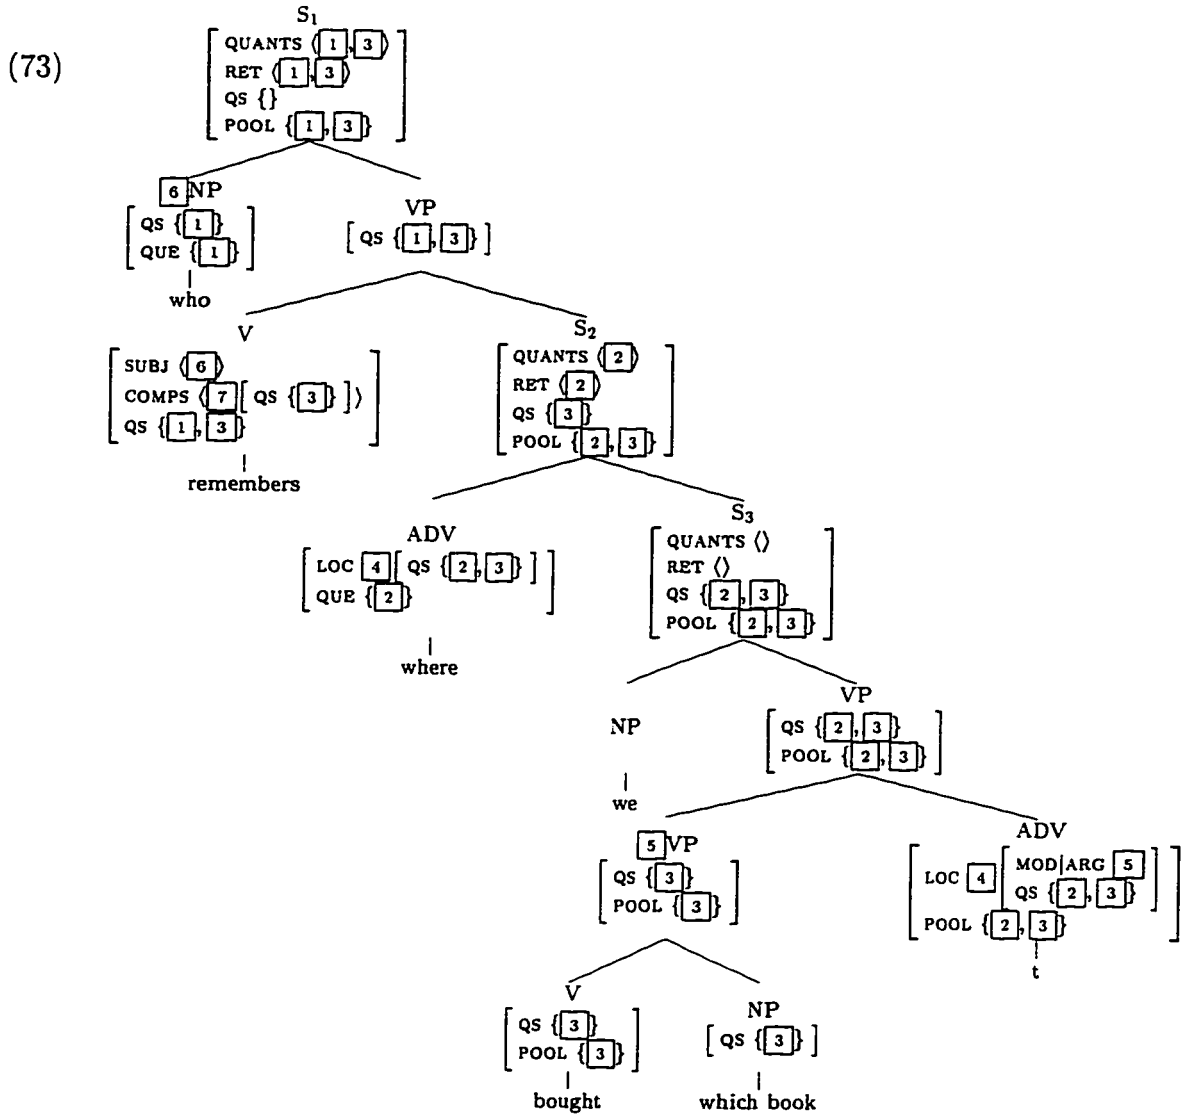 (73)
S1
QUANTS ⟨1, 3⟩
RET ⟨1, 3⟩
QS {}
POOL {1, 3}
6 NP
QS {1}
QUE {1}
who
VP
[ QS {1, 3} ]
V
SUBJ ⟨6⟩
COMPS ⟨7 [ QS {3} ]⟩
QS {1, 3}
remembers
S2
QUANTS ⟨2⟩
RET ⟨2⟩
QS {3}
POOL {2, 3}
ADV
LOC 4 [ QS {2, 3} ]
QUE {2}
where
S3
QUANTS ⟨⟩
RET ⟨⟩
QS {2, 3}
POOL {2, 3}
NP
we
VP
QS {2, 3}
POOL {2, 3}
5 VP
QS {3}
POOL {3}
ADV
LOC 4 [ MOD|ARG 5
QS {2, 3} ]
POOL {2, 3}
t
V
QS {3}
POOL {3}
bought
NP
[ QS {3} ]
which book